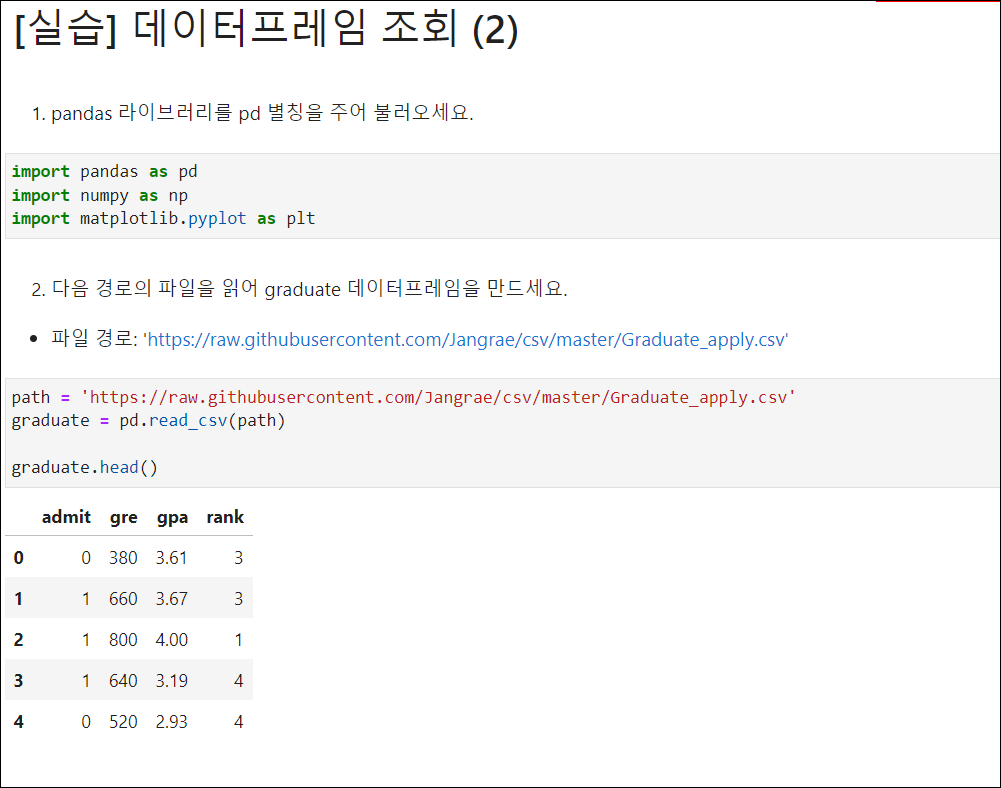 [실습] 데이터프레임 조회 (2)
1. pandas 라이브러리를 pd 별칭을 주어 불러오세요.
import pandas as pd
import numpy as np
import matplotlib.pyplot as plt
2. 다음 경로의 파일을 읽어 graduate 데이터프레임을 만드세요.
• 파일 경로: 'https://raw.githubusercontent.com/Jangrae/csv/master/Graduate_apply.csv'
path = 'https://raw.githubusercontent.com/Jangrae/csv/master/Graduate_apply.csv'
graduate = pd.read_csv(path)
graduate.head()
admit gre gpa rank
0 0 380 3.61 3
1 1 660 3.67 3
2 1 800 4.00 1
3 1 640 3.19 4
4 0 520 2.93 4